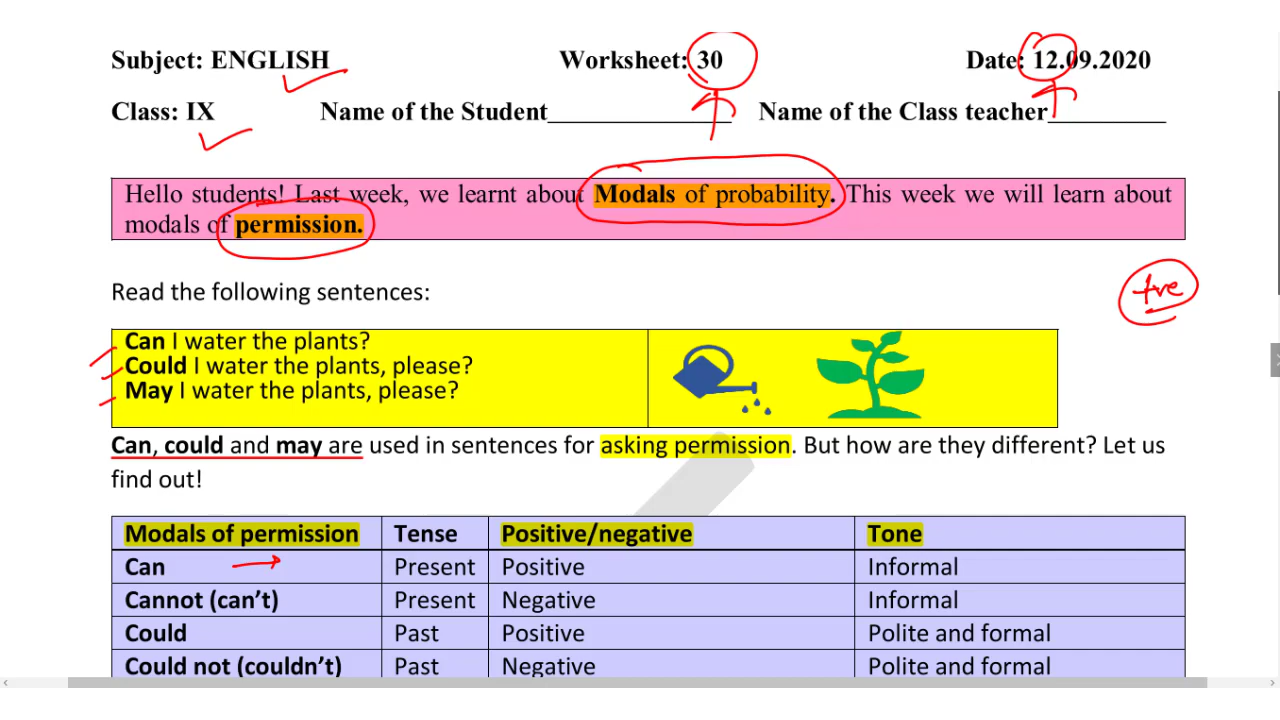 Subject: ENGLISH Worksheet: 30 Date: 12.09.2020
Class: IX Name of the Student______________ Name of the Class teacher_________
Hello students! Last week, we learnt about Modals of probability. This week we will learn about
modals of permission.
Read the following sentences:
+ve
Can I water the plants?
Could I water the plants, please?
May I water the plants, please?
Can, could and may are used in sentences for asking permission. But how are they different? Let us
find out!
Modals of permission Tense Positive/negative Tone
Can Present Positive Informal
Cannot (can't) Present Negative Informal
Could Past Positive Polite and formal
Could not (couldn't) Past Negative Polite and formal